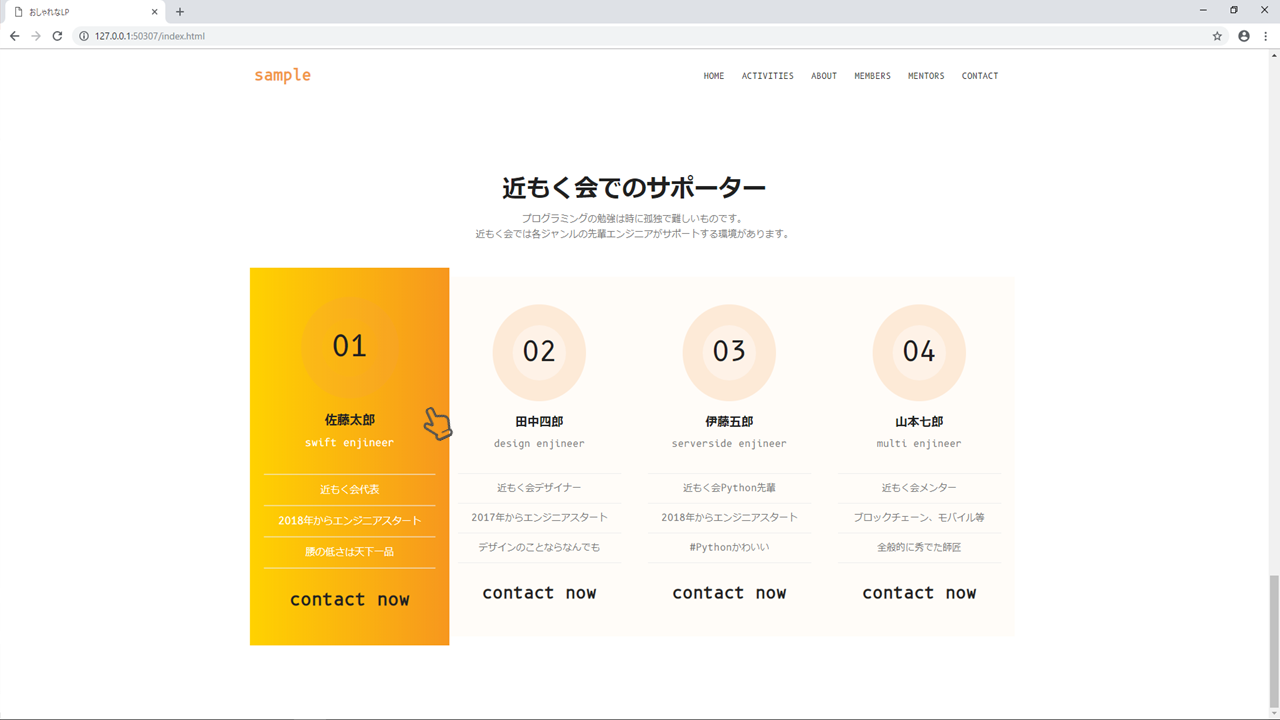 おしゃれなLP
127.0.0.1:50307/index.html
sample
HOME ACTIVITIES ABOUT MEMBERS MENTORS CONTACT
近もく会でのサポーター
プログラミングの勉強は時に孤独で難しいものです。
近もく会では各ジャンルの先輩エンジニアがサポートする環境があります。
01
佐藤太郎
swift enjineer
近もく会代表
2018年からエンジニアスタート
腰の低さは天下一品
contact now
02
田中四郎
design enjineer
近もく会デザイナー
2017年からエンジニアスタート
デザインのことならなんでも
contact now
03
伊藤五郎
serverside enjineer
近もく会Python先輩
2018年からエンジニアスタート
#Pythonかわいい
contact now
04
山本七郎
multi enjineer
近もく会メンター
ブロックチェーン、モバイル等
全般的に秀でた師匠
contact now